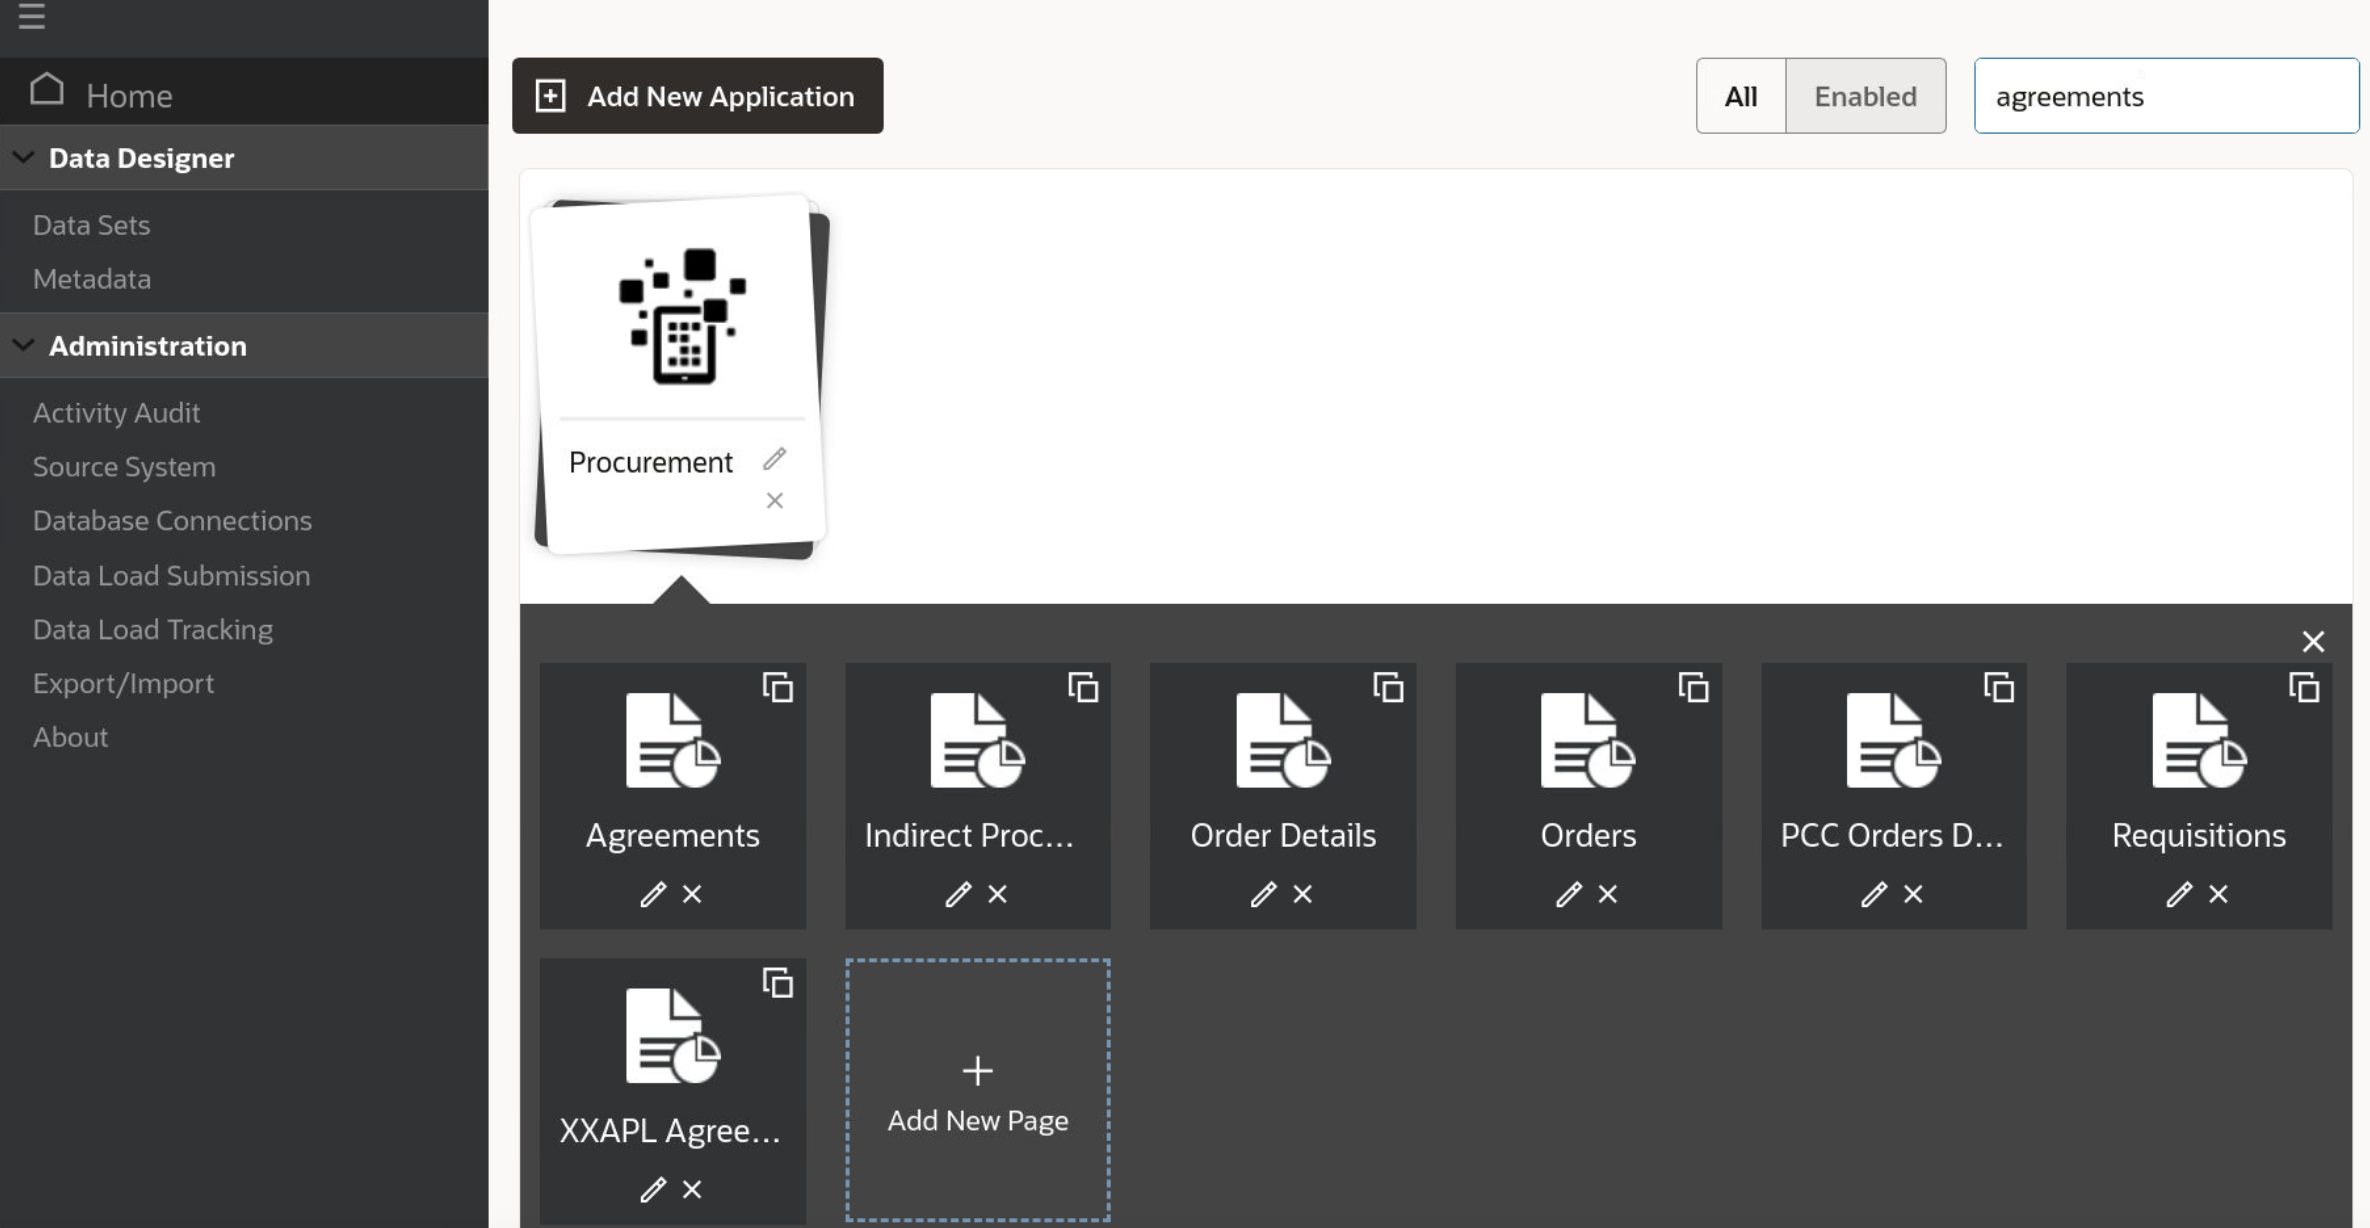 Home
Data Designer
Data Sets
Metadata
Administration
Activity Audit
Source System
Database Connections
Data Load Submission
Data Load Tracking
Export/Import
About
Add New Application
All
Enabled
agreements
Procurement
Agreements
Indirect Proc...
Order Details
Orders
PCC Orders D...
Requisitions
XXAPL Agree...
Add New Page